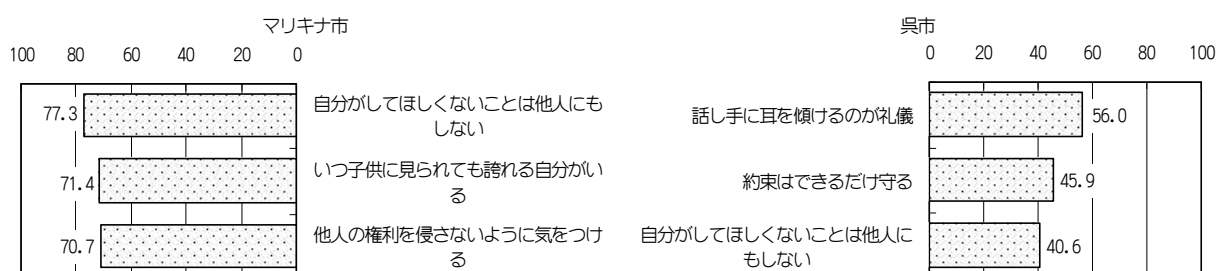 マリキナ市
100 80 60 40 20 0
77.3
自分がしてほしくないことは他人にも
しない
71.4
いつ子供に見られても誇れる自分がい
る
70.7
他人の権利を侵さないように気をつけ
る
呉市
0 20 40 60 80 100
話し手に耳を傾けるのが礼儀
56.0
約束はできるだけ守る
45.9
自分がしてほしくないことは他人に
もしない
40.6